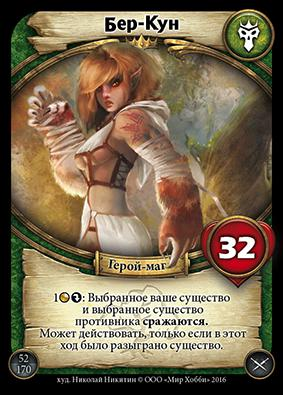 Бер-Кун
32
Герой-маг
1: Выбранное ваше существо
и выбранное существо
противника сражаются.
Может действовать, только если в этот
ход было разыграно существо.
52
170
худ. Николай Никитин © ООО «Мир Хобби» 2016